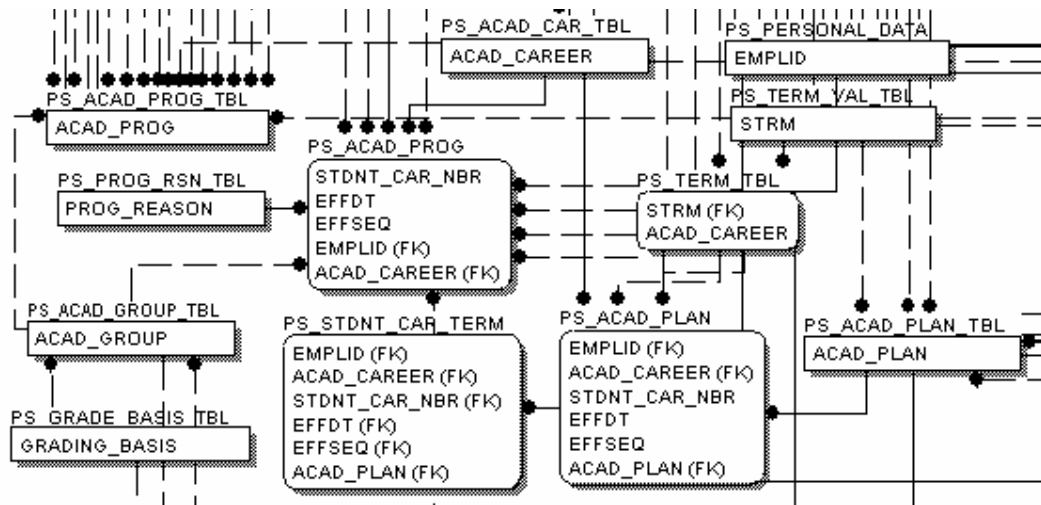 PS_ACAD_CAR_TBL
ACAD_CAREER
PS_PERSONAL_DATA
EMPLID
PS_ACAD_PROG_TBL
ACAD_PROG
PS_TERM_VAL_TBL
STRM
PS_ACAD_PROG
STDNT_CAR_NBR
EFFDT
EFFSEQ
EMPLID (FK)
ACAD_CAREER (FK)
PS_PROG_RSN_TBL
PROG_REASON
PS_TERM_TBL
STRM (FK)
ACAD_CAREER
PS_ACAD_GROUP_TBL
ACAD_GROUP
PS_STDNT_CAR_TERM
EMPLID (FK)
ACAD_CAREER (FK)
STDNT_CAR_NBR (FK)
EFFDT (FK)
EFFSEQ (FK)
ACAD_PLAN (FK)
PS_ACAD_PLAN
EMPLID (FK)
ACAD_CAREER (FK)
STDNT_CAR_NBR
EFFDT
EFFSEQ
ACAD_PLAN (FK)
PS_ACAD_PLAN_TBL
ACAD_PLAN
PS_GRADE_BASIS_TBL
GRADING_BASIS